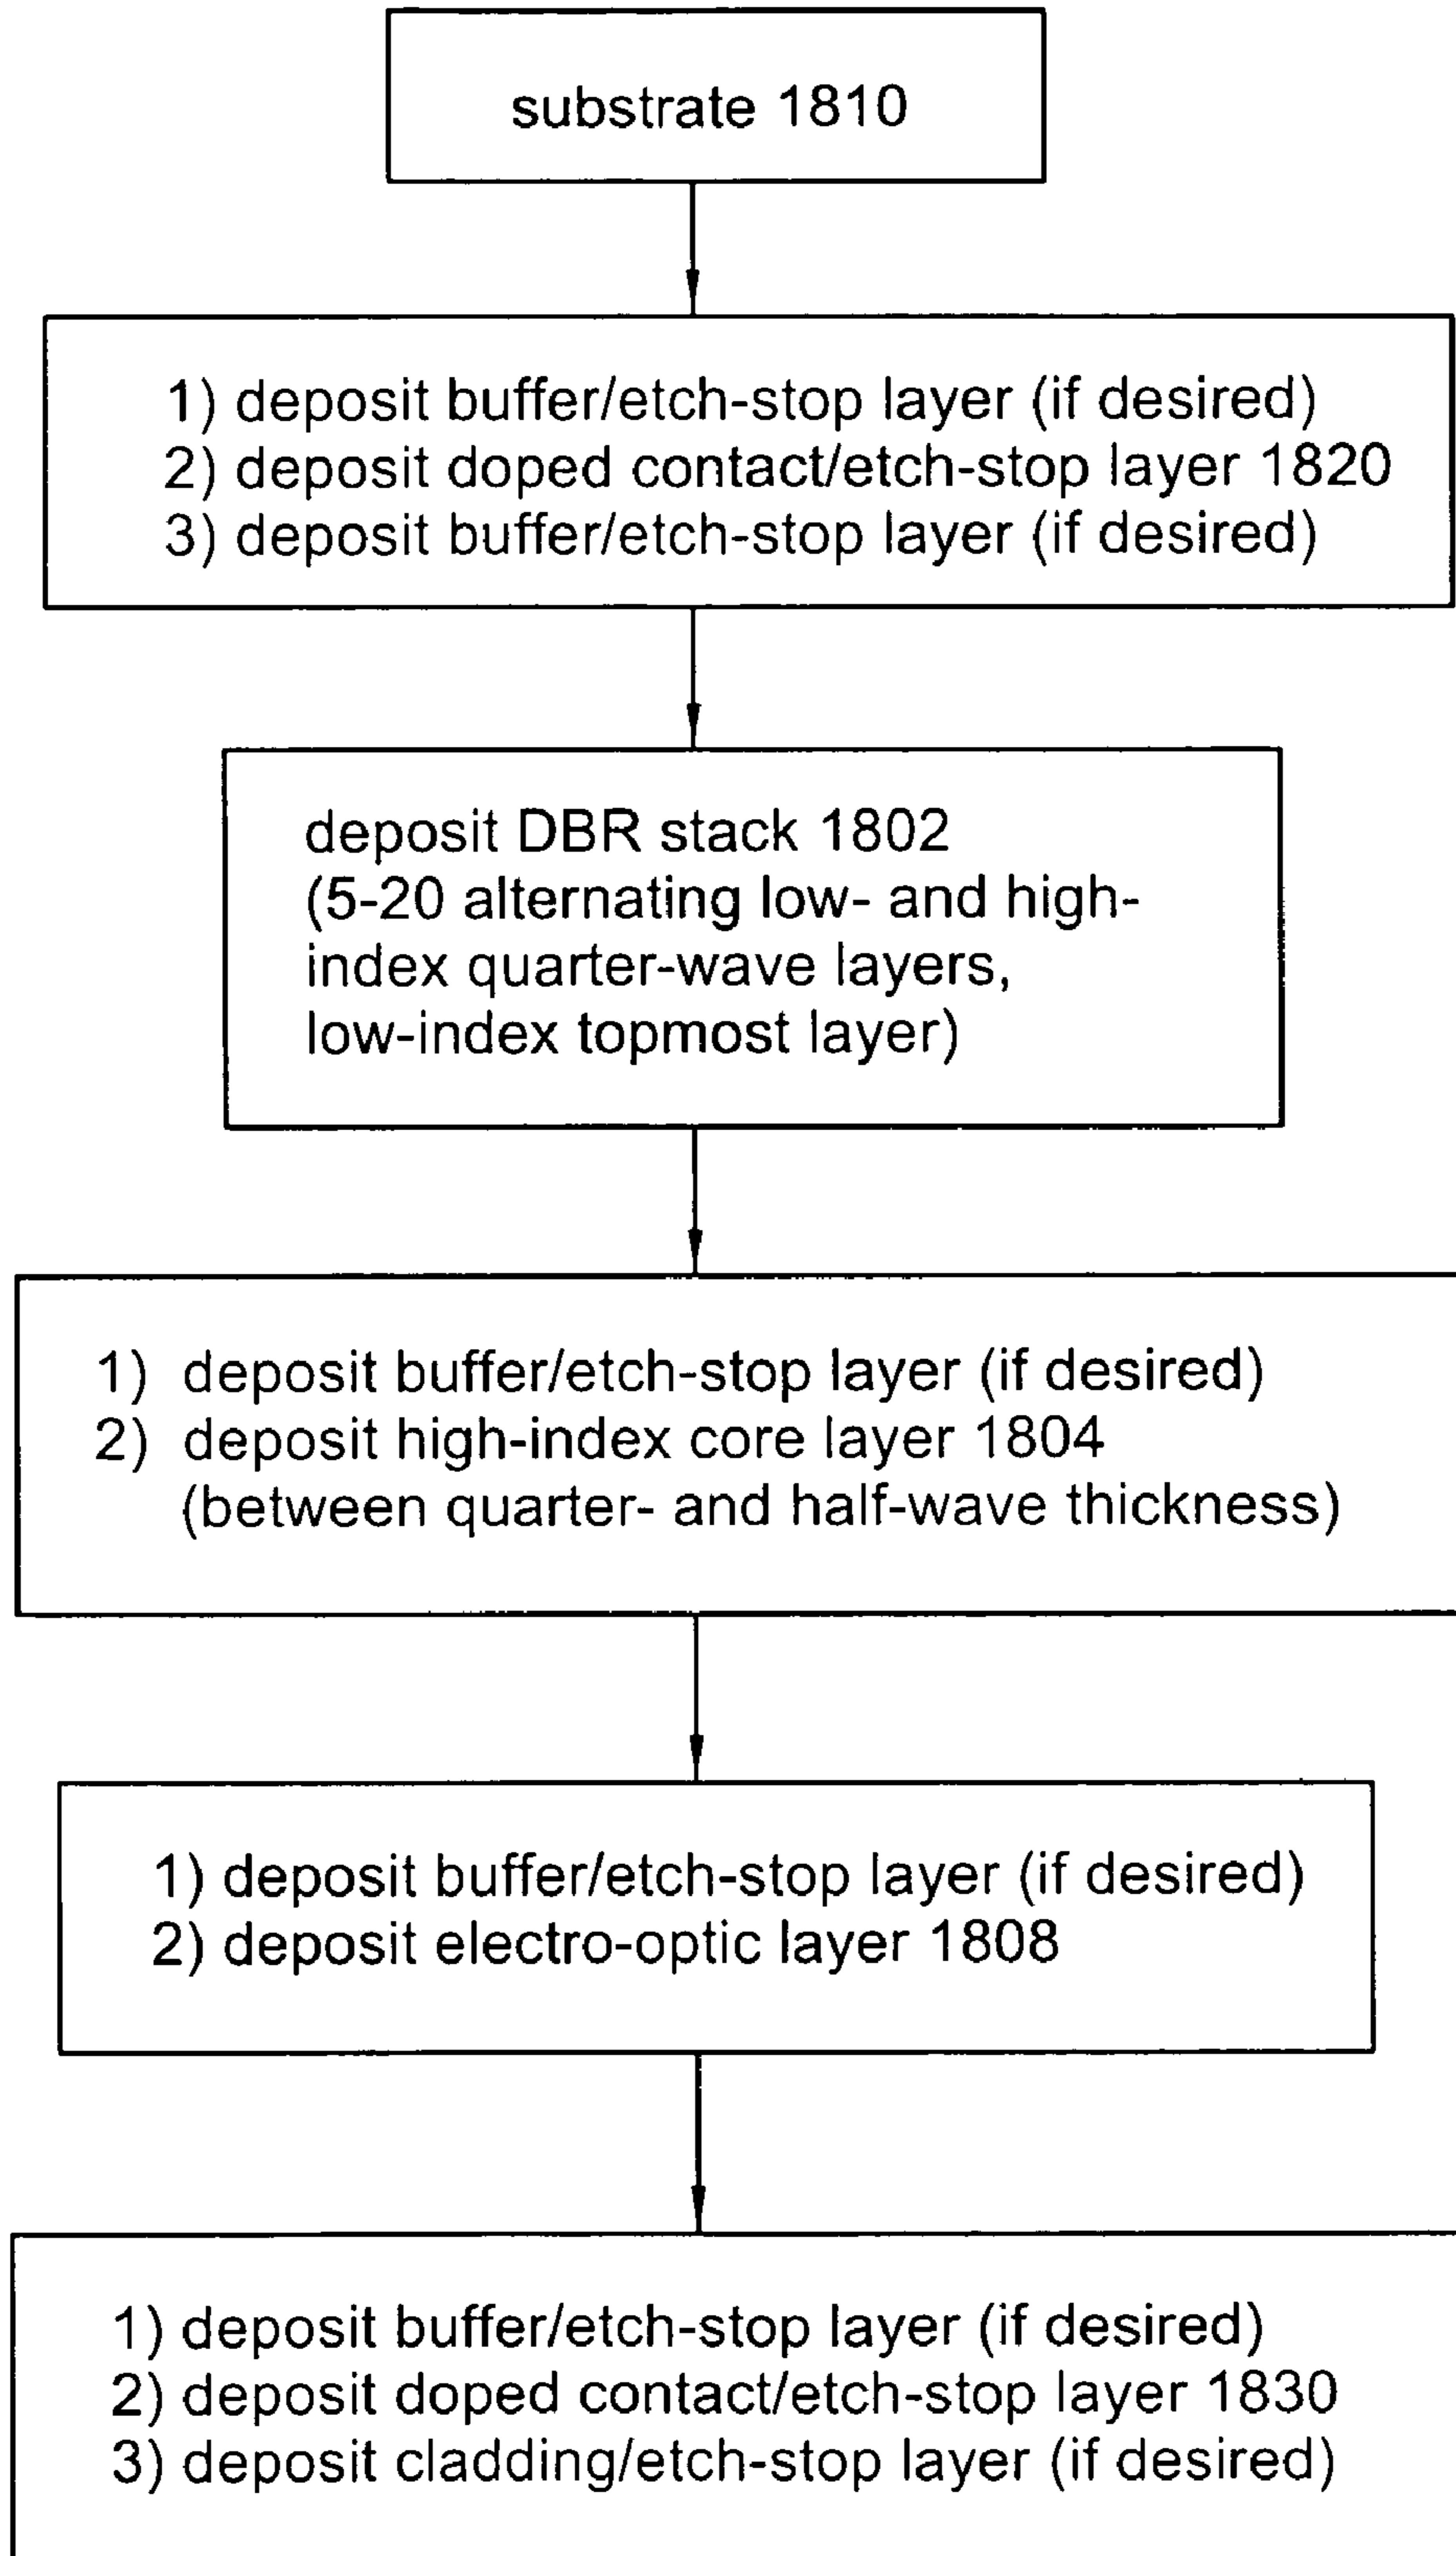 substrate 1810
1) deposit buffer/etch-stop layer (if desired)
2) deposit doped contact/etch-stop layer 1820
3) deposit buffer/etch-stop layer (if desired)
deposit DBR stack 1802
(5-20 alternating low- and high-
index quarter-wave layers,
low-index topmost layer)
1) deposit buffer/etch-stop layer (if desired)
2) deposit high-index core layer 1804
(between quarter- and half-wave thickness)
1) deposit buffer/etch-stop layer (if desired)
2) deposit electro-optic layer 1808
1) deposit buffer/etch-stop layer (if desired)
2) deposit doped contact/etch-stop layer 1830
3) deposit cladding/etch-stop layer (if desired)